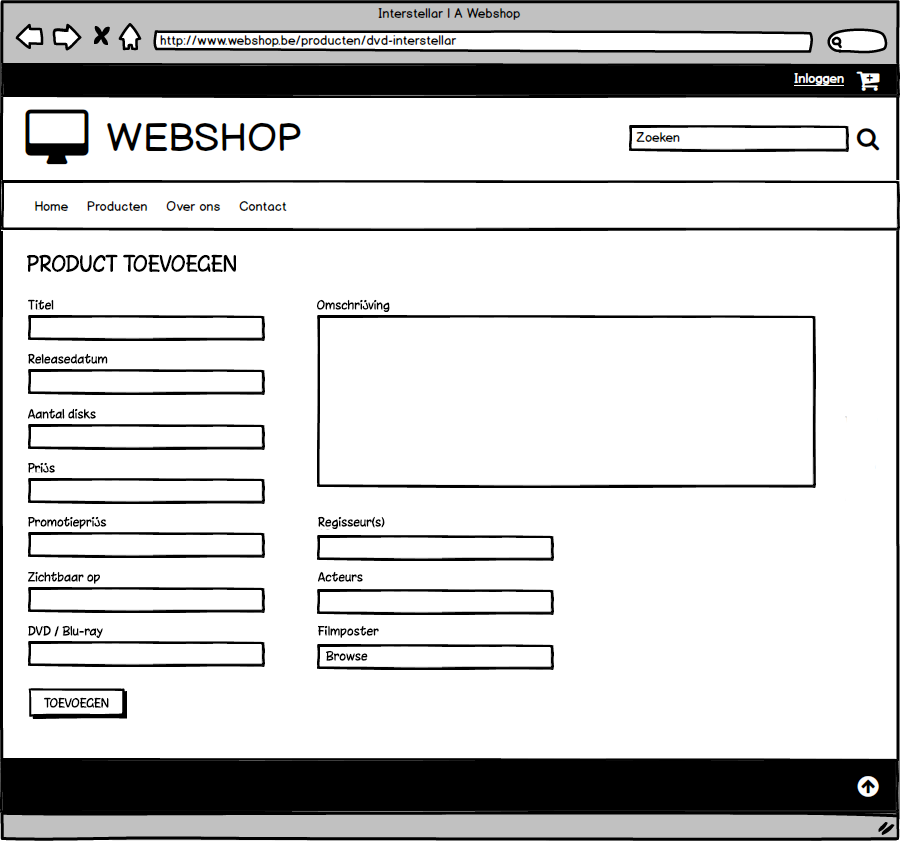 Interstellar | A Webshop
http://www.webshop.be/producten/dvd-interstellar
Inloggen
WEBSHOP
Zoeken
Home Producten Over ons Contact
PRODUCT TOEVOEGEN
Titel
Releasedatum
Aantal disks
Prijs
Promotieprijs
Zichtbaar op
DVD / Blu-ray
TOEVOEGEN
Omschrijving
Regisseur(s)
Acteurs
Filmposter
Browse